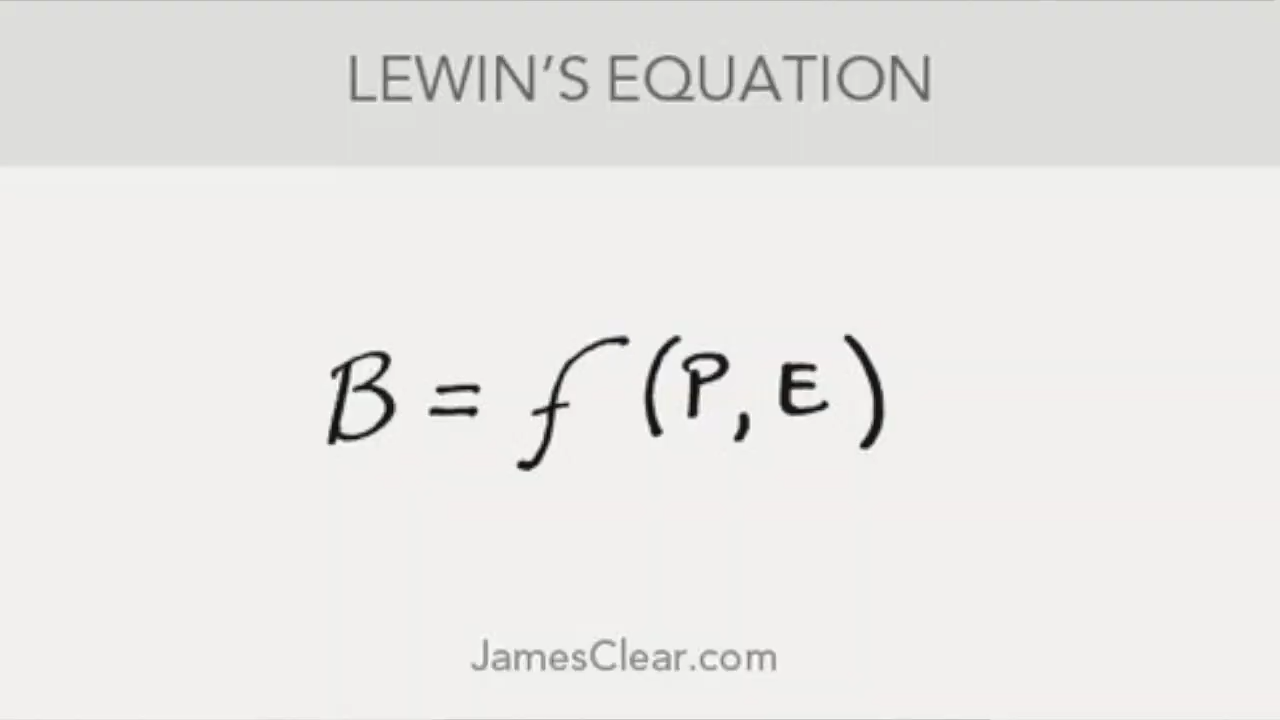 LEWIN'S EQUATION
B = f (P, E)
JamesClear.com